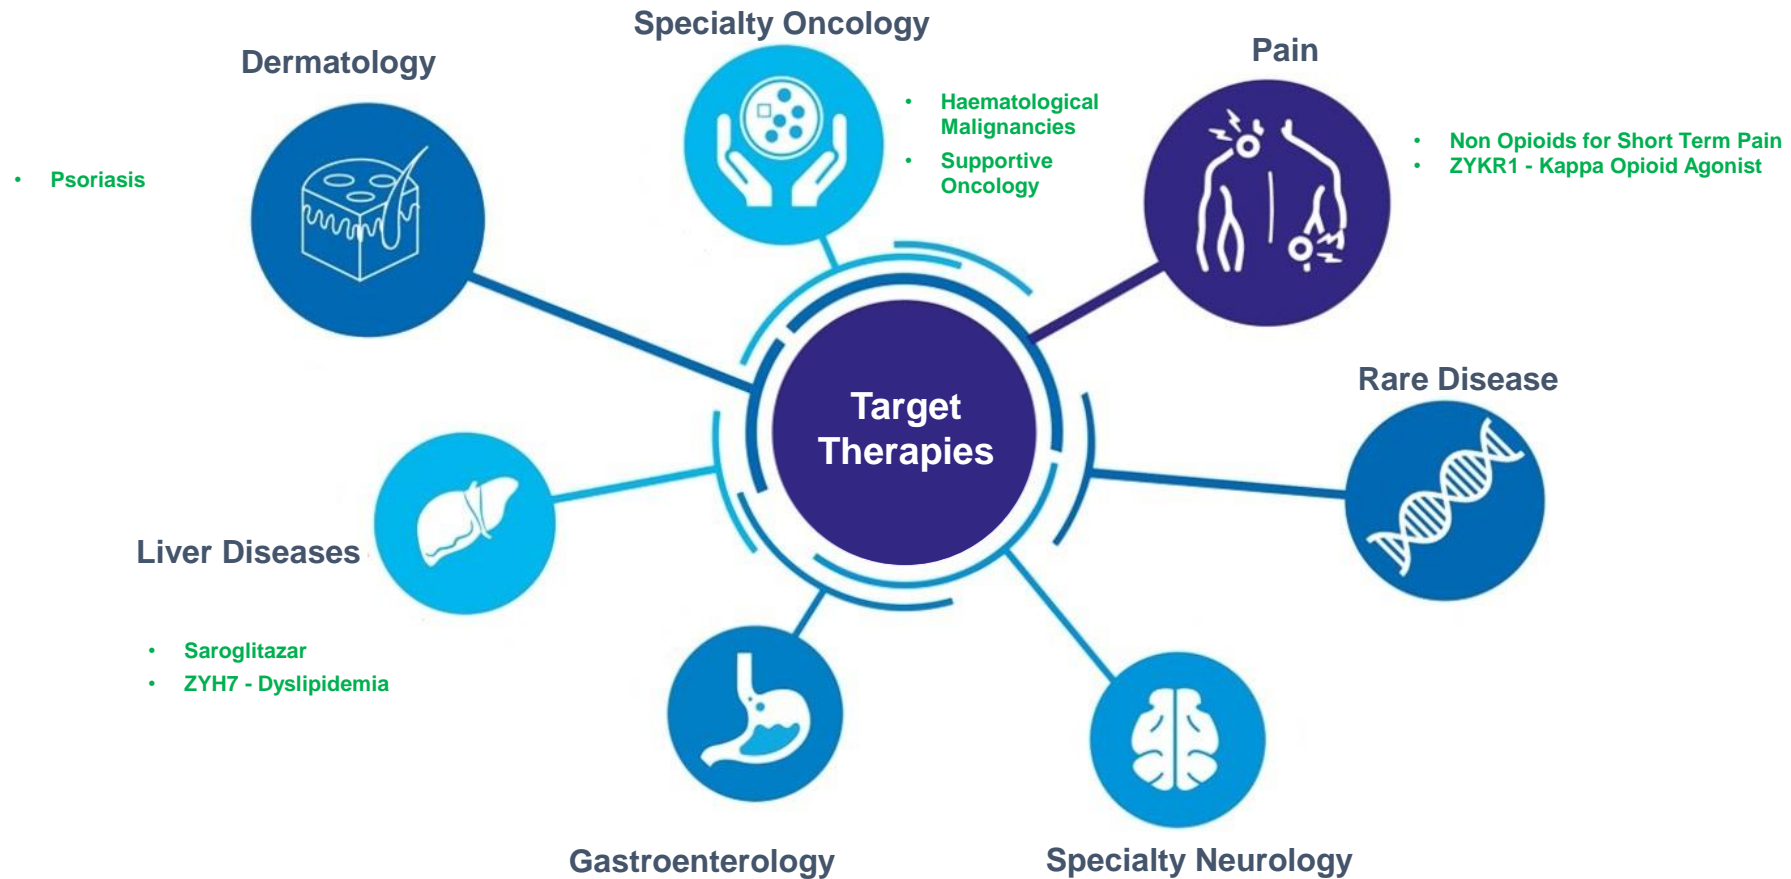 Specialty Oncology
Dermatology
Pain
• Haematological
Malignancies
• Supportive
Oncology
• Non Opioids for Short Term Pain
• ZYKR1 - Kappa Opioid Agonist
• Psoriasis
Target
Therapies
Rare Disease
Liver Diseases
• Saroglitazar
• ZYH7 - Dyslipidemia
Gastroenterology
Specialty Neurology